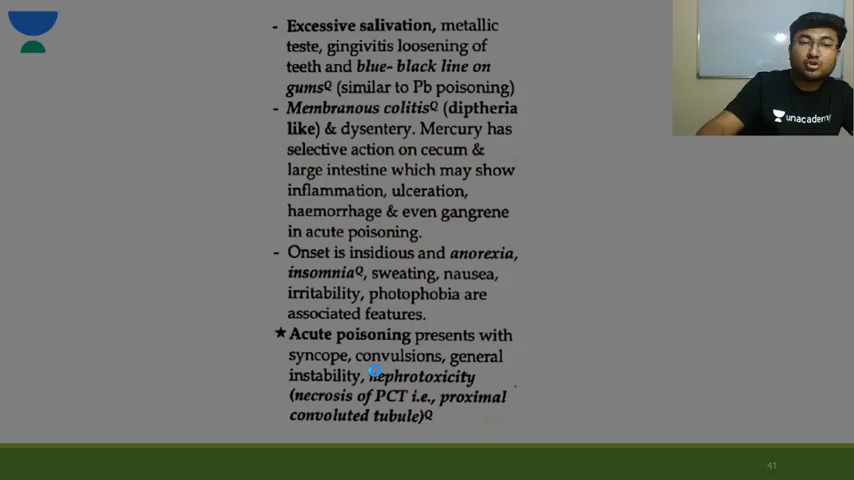 - Excessive salivation, metallic
teste, gingivitis loosening of
teeth and blue- black line on
gumsQ (similar to Pb poisoning)
- Membranous colitisQ (diptheria
like) & dysentery. Mercury has
selective action on cecum &
large intestine which may show
inflammation, ulceration,
haemorrhage & even gangrene
in acute poisoning.
- Onset is insidious and anorexia,
insomniaQ, sweating, nausea,
irritability, photophobia are
associated features.
★ Acute poisoning presents with
syncope, convulsions, general
instability, nephrotoxicity
(necrosis of PCT i.e., proximal
convoluted tubule)Q
unacademy
41